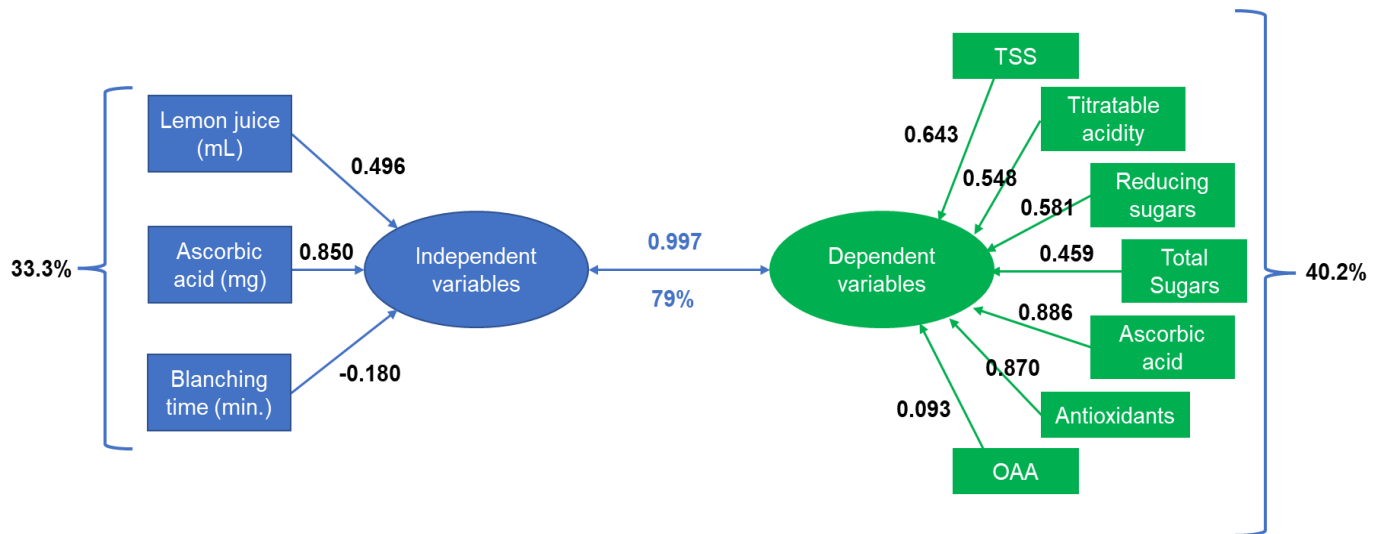 33.3%
Lemon juice
(mL)
Ascorbic
acid (mg)
Blanching
time (min.)
0.496
0.850
-0.180
Independent
variables
0.997
79%
Dependent
variables
TSS
0.643
Titratable
acidity
0.548
Reducing
sugars
0.581
Total
Sugars
0.459
Ascorbic
acid
0.886
Antioxidants
0.870
OAA
0.093
40.2%